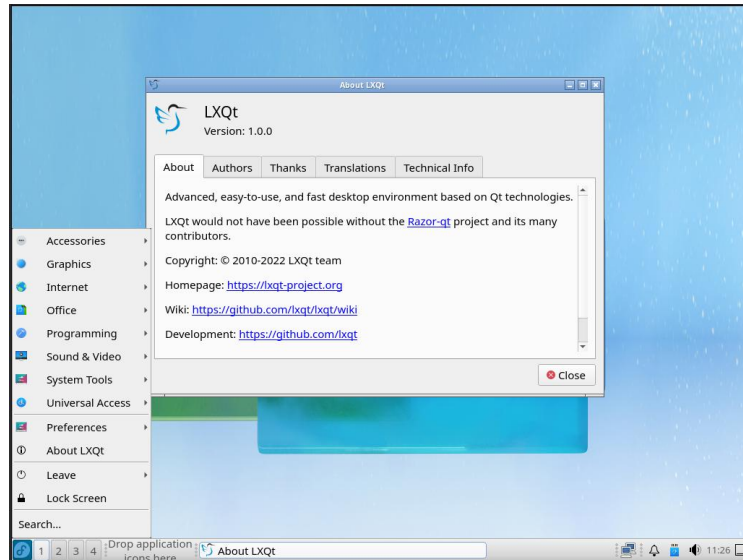 About LXQt
LXQt
Version: 1.0.0
About
Authors
Thanks
Translations
Technical Info
Advanced, easy-to-use, and fast desktop environment based on Qt technologies.
LXQt would not have been possible without the Razor-qt project and its many
contributors.
Copyright: © 2010-2022 LXQt team
Homepage: https://lxqt-project.org
Wiki: https://github.com/lxqt/lxqt/wiki
Development: https://github.com/lxqt
Close
Accessories
Graphics
Internet
Office
Programming
Sound & Video
System Tools
Universal Access
Preferences
About LXQt
Leave
Lock Screen
Search...
1 2 3 4
Drop application
icons here
About LXQt
11:26